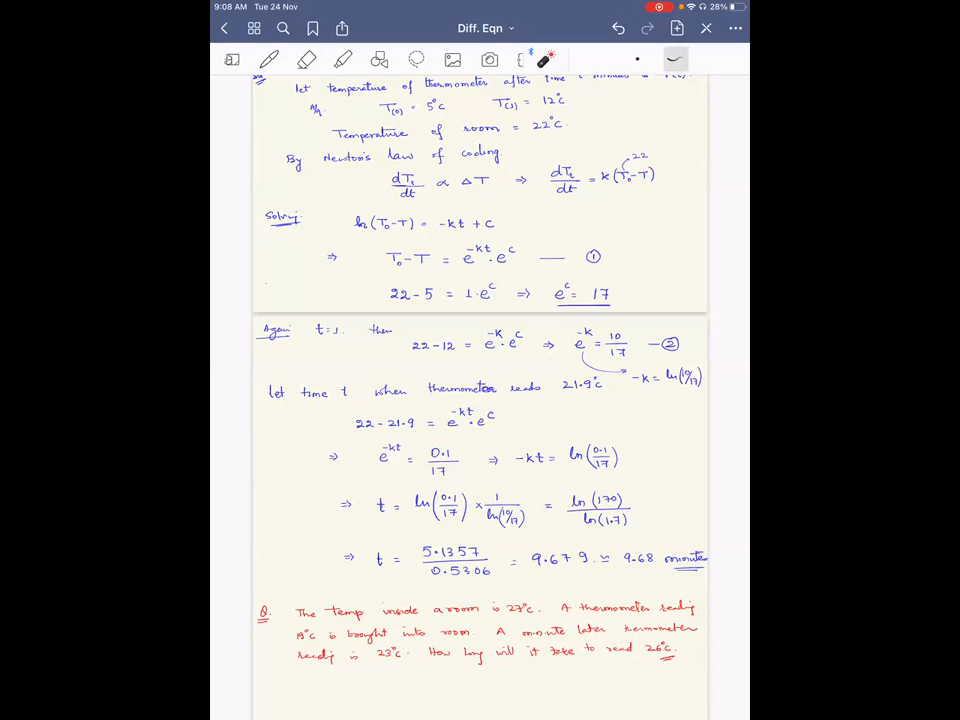 9:08 AM Tue 24 Nov 28%
Diff. Eqn
let temperature of thermometer after time t minutes is
A/q T(0) = 5°C T(1) = 12°C.
Temperature of room = 22°C.
By Newton's law of cooling
dTt/dt ∝ ΔT ⇒ dTt/dt = k(T₀-T) 22
Solving ln(T₀-T) = -kt + c
⇒ T₀-T = e^-kt . e^c — ①
22-5 = 1.e^c ⇒ e^c = 17
Again t=1. then
22-12 = e^-k . e^c ⇒ e^-k = 10/17 — ②
-k = ln(10/17)
let time t when thermometer reads 21.9°C
22-21.9 = e^-kt . e^c
⇒ e^-kt = 0.1/17 ⇒ -kt = ln(0.1/17)
⇒ t = ln(0.1/17) × 1/ln(10/17) = ln(170)/ln(1.7)
⇒ t = 5.1357/0.5306 = 9.679 ≃ 9.68 minutes
Q. The temp inside a room is 27°C. A thermometer reading
19°C is brought into room. A minute later thermometer
reading is 23°C. How long will it take to read 26°C.